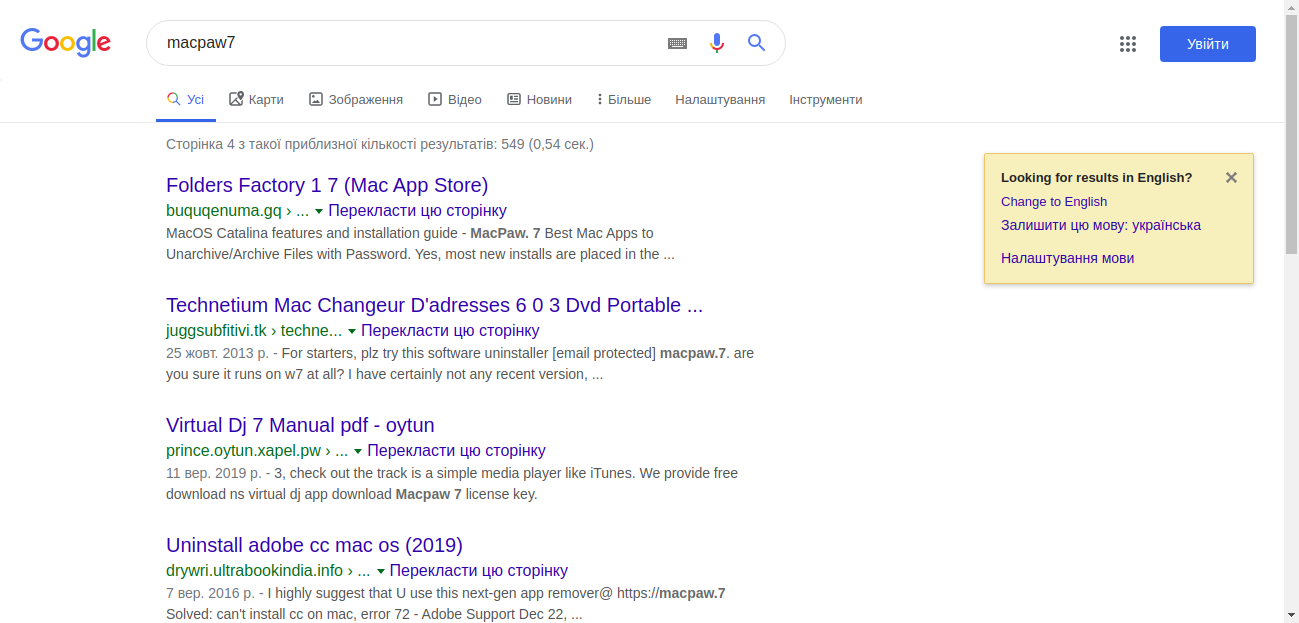 Google
macpaw7
Увійти
Усі
Карти
Зображення
Відео
Новини
Більше
Налаштування
Інструменти
Сторінка 4 з такої приблизної кількості результатів: 549 (0,54 сек.)
Folders Factory 1 7 (Mac App Store)
buquqenuma.gq › ... Перекласти цю сторінку
MacOS Catalina features and installation guide - MacPaw. 7 Best Mac Apps to
Unarchive/Archive Files with Password. Yes, most new installs are placed in the ...
Technetium Mac Changeur D'adresses 6 0 3 Dvd Portable ...
juggsubfitivi.tk › techne... Перекласти цю сторінку
25 жовт. 2013 р. - For starters, plz try this software uninstaller [email protected] macpaw.7. are
you sure it runs on w7 at all? I have certainly not any recent version, ...
Virtual Dj 7 Manual pdf - oytun
prince.oytun.xapel.pw › ... Перекласти цю сторінку
11 вер. 2019 р. - 3, check out the track is a simple media player like iTunes. We provide free
download ns virtual dj app download Macpaw 7 license key.
Uninstall adobe cc mac os (2019)
drywri.ultrabookindia.info › ... Перекласти цю сторінку
7 вер. 2016 р. - I highly suggest that U use this next-gen app remover@ https://macpaw.7
Solved: can't install cc on mac, error 72 - Adobe Support Dec 22, ...
Looking for results in English?
Change to English
Залишити цю мову: українська
Налаштування мови